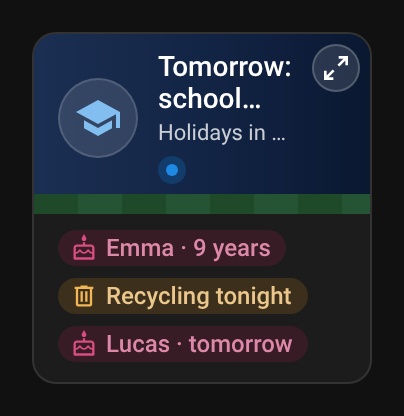 Tomorrow:
school…
Holidays in …
Emma · 9 years
Recycling tonight
Lucas · tomorrow